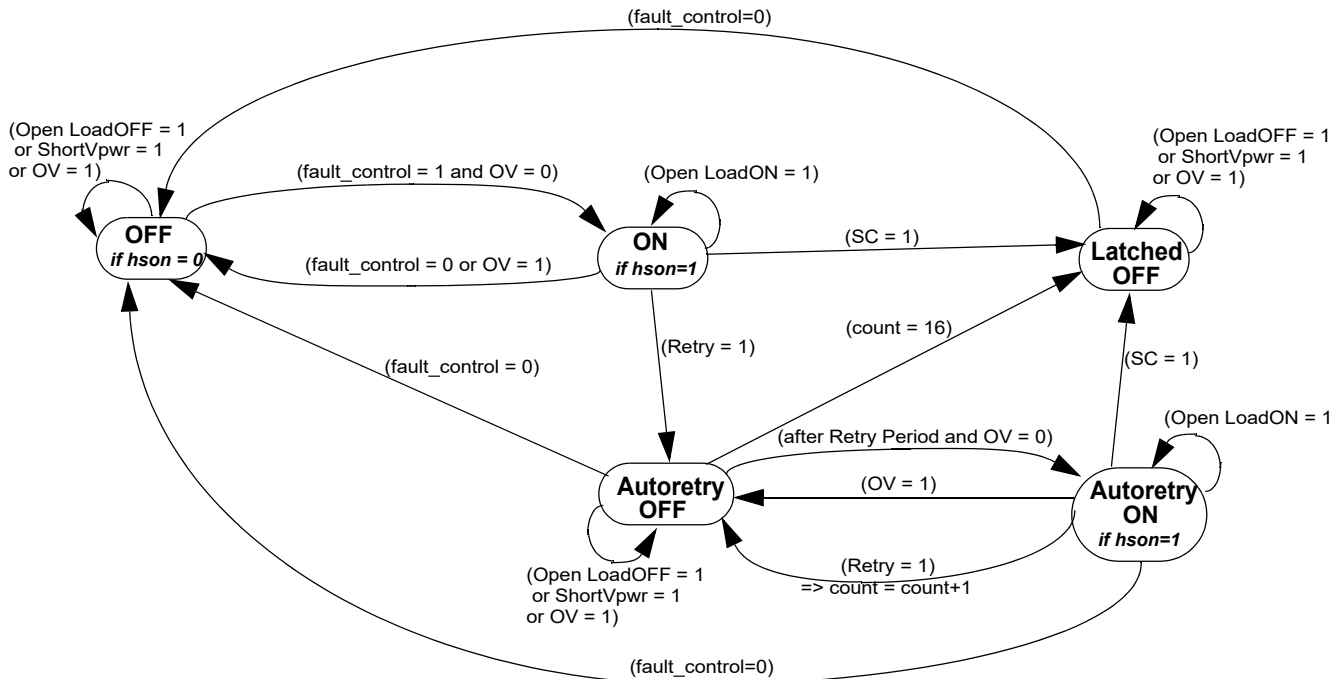 (fault_control=0)
(Open LoadOFF = 1
or ShortVpwr = 1
or OV = 1)
(fault_control = 1 and OV = 0)
(Open LoadON = 1)
(Open LoadOFF = 1
or ShortVpwr = 1
or OV = 1)
OFF
if hson = 0
ON
if hson=1
(SC = 1)
Latched
OFF
(fault_control = 0 or OV = 1)
(count = 16)
(Retry = 1)
(SC = 1)
(fault_control = 0)
(Open LoadON = 1
(after Retry Period and OV = 0)
Autoretry
OFF
(OV = 1)
Autoretry
ON
if hson=1
(Retry = 1)
=> count = count+1
(Open LoadOFF = 1
or ShortVpwr = 1
or OV = 1)
(fault_control=0)